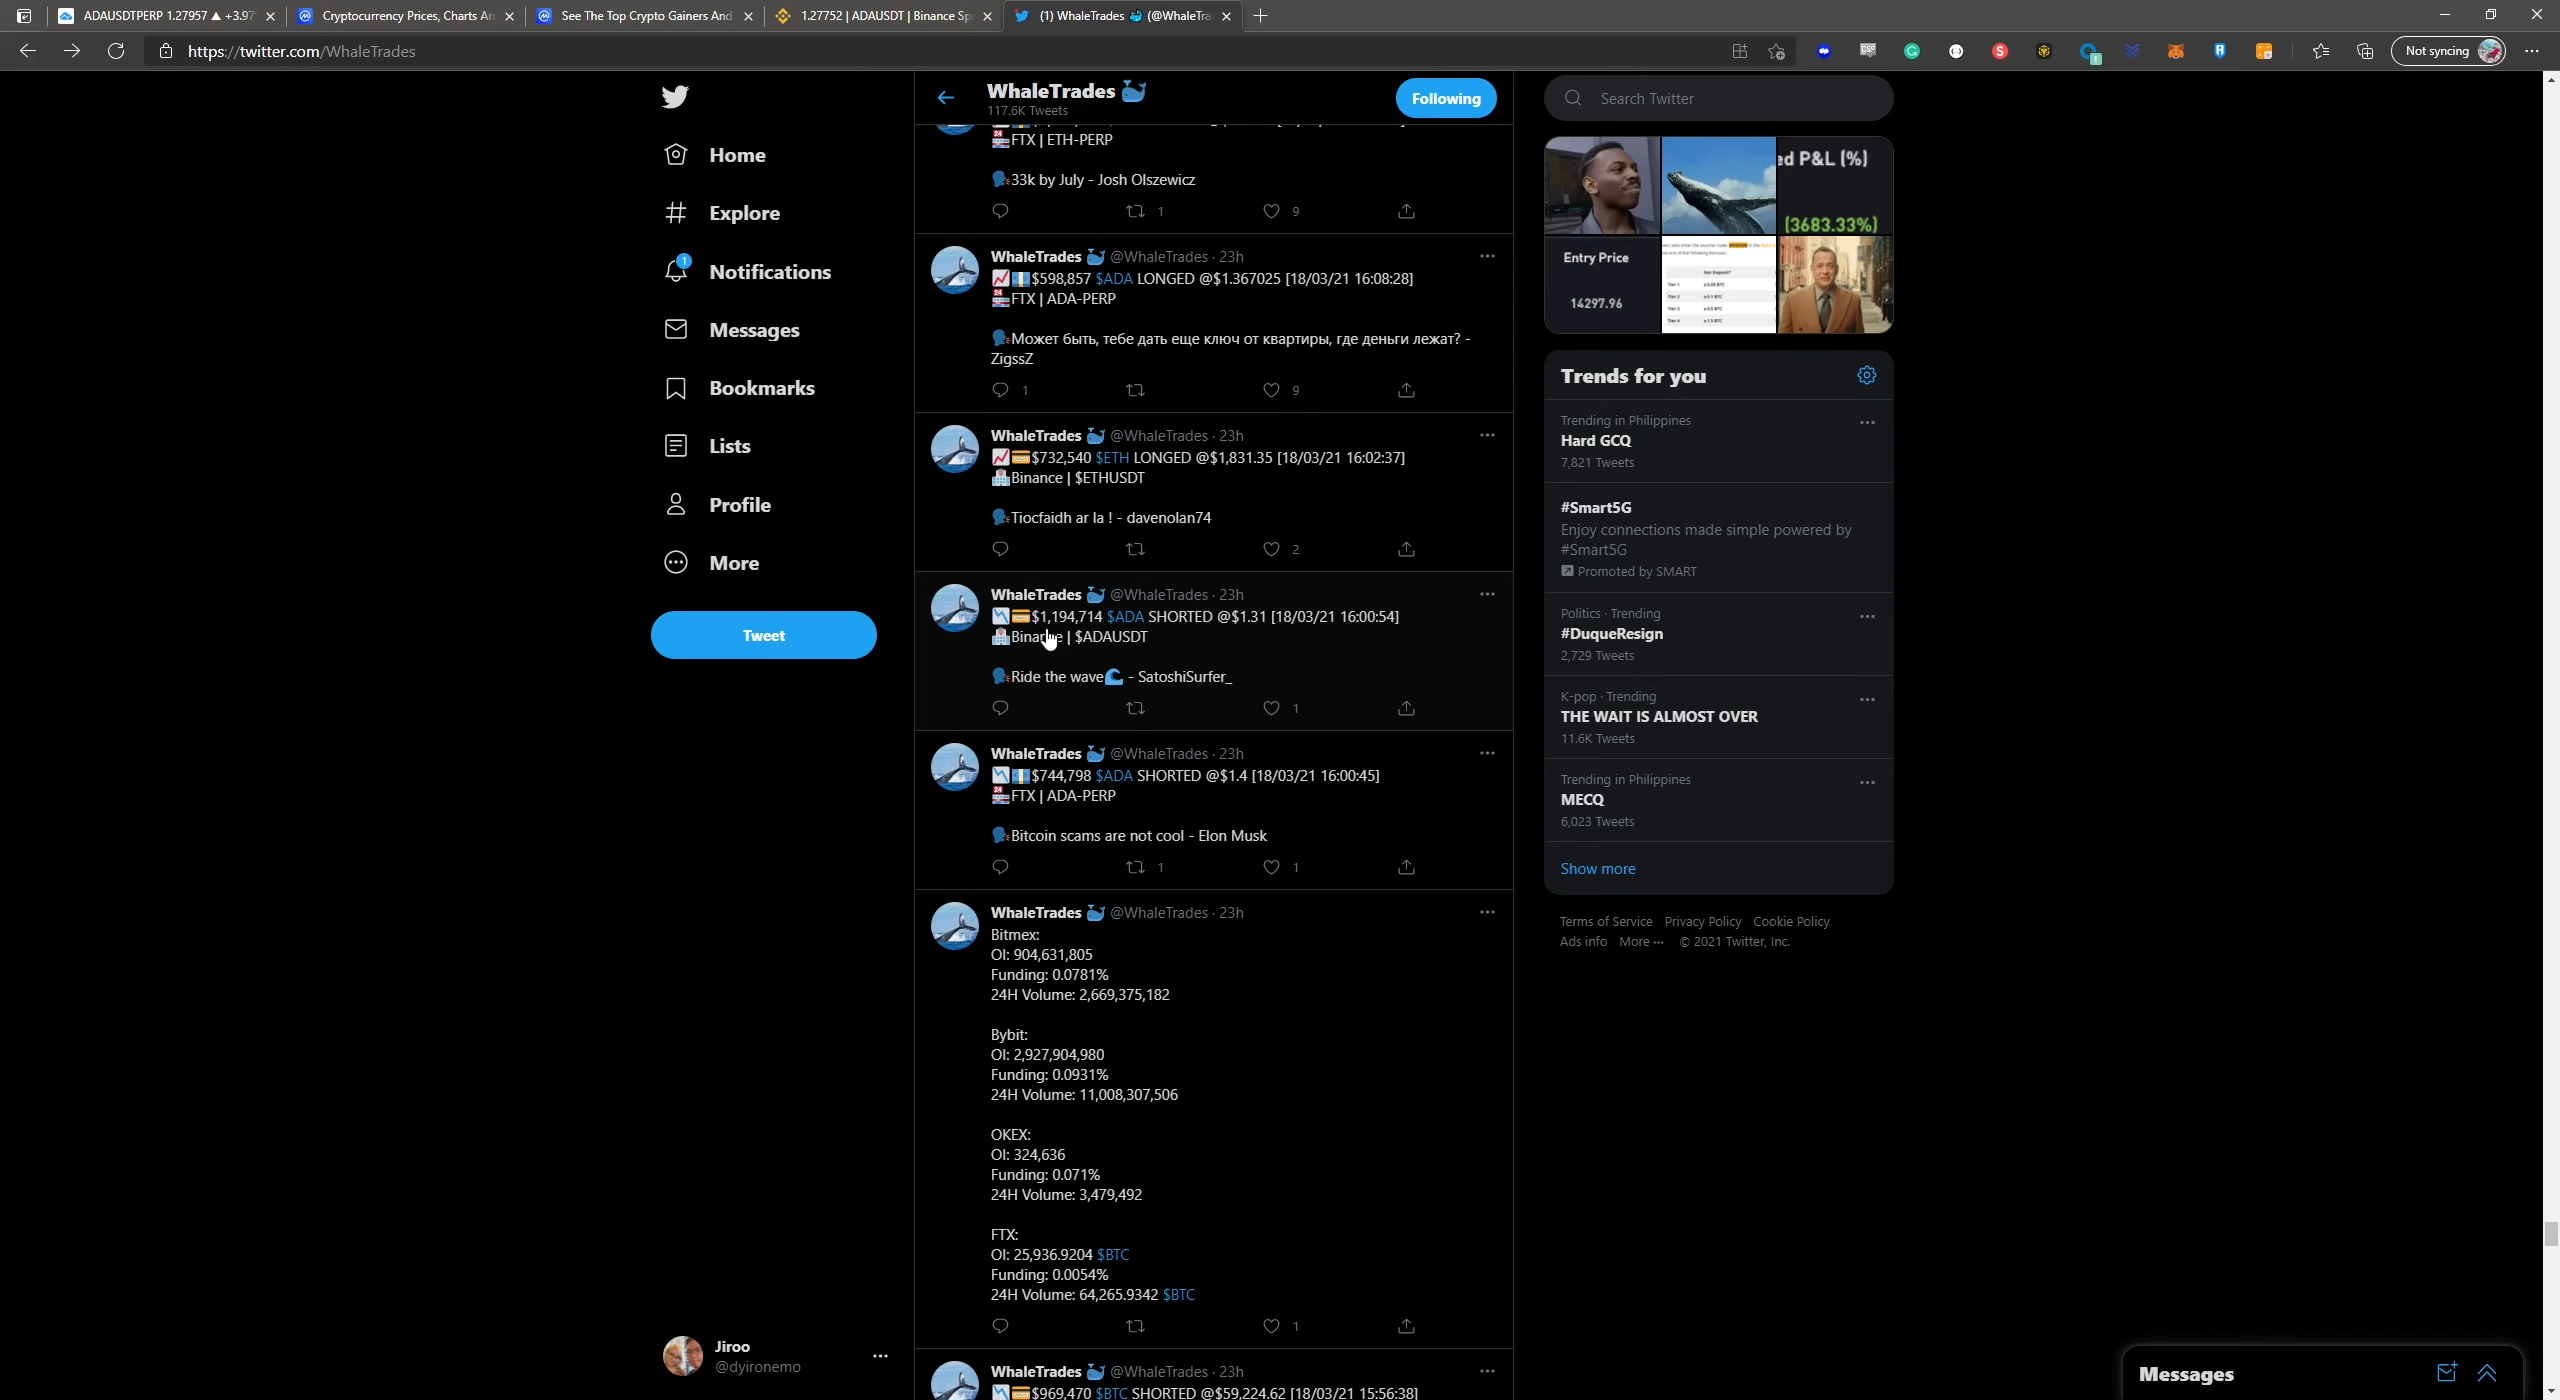 ADAUSDTPERP 1.27957 ▲ +3.97
Cryptocurrency Prices, Charts An
See The Top Crypto Gainers And
1.27752 | ADAUSDT | Binance Sp
(1) WhaleTrades 🐳 (@WhaleTra
https://twitter.com/WhaleTrades
Not syncing
WhaleTrades 🐳
117.6K Tweets
Following
Search Twitter
Home
Explore
1
Notifications
Messages
Bookmarks
Lists
Profile
More
Tweet
Jiroo
@dyironemo
FTX | ETH-PERP
33k by July - Josh Olszewicz
1 9
WhaleTrades 🐳 @WhaleTrades · 23h
📈💶$598,857 $ADA LONGED @$1.367025 [18/03/21 16:08:28]
🏪FTX | ADA-PERP
🗣Может быть, тебе дать еще ключ от квартиры, где деньги лежат? -
ZigssZ
1 9
WhaleTrades 🐳 @WhaleTrades · 23h
📈💳$732,540 $ETH LONGED @$1,831.35 [18/03/21 16:02:37]
🏥Binance | $ETHUSDT
🗣Tiocfaidh ar la ! - davenolan74
2
WhaleTrades 🐳 @WhaleTrades · 23h
📉💳$1,194,714 $ADA SHORTED @$1.31 [18/03/21 16:00:54]
🏥Binance | $ADAUSDT
🗣Ride the wave🌊 - SatoshiSurfer_
1
WhaleTrades 🐳 @WhaleTrades · 23h
📉💶$744,798 $ADA SHORTED @$1.4 [18/03/21 16:00:45]
🏪FTX | ADA-PERP
🗣Bitcoin scams are not cool - Elon Musk
1 1
WhaleTrades 🐳 @WhaleTrades · 23h
Bitmex:
OI: 904,631,805
Funding: 0.0781%
24H Volume: 2,669,375,182
Bybit:
OI: 2,927,904,980
Funding: 0.0931%
24H Volume: 11,008,307,506
OKEX:
OI: 324,636
Funding: 0.071%
24H Volume: 3,479,492
FTX:
OI: 25,936.9204 $BTC
Funding: 0.0054%
24H Volume: 64,265.9342 $BTC
1
WhaleTrades 🐳 @WhaleTrades · 23h
📉💳$969,470 $BTC SHORTED @$59,224.62 [18/03/21 15:56:38]
ed P&L (%)
(3683.33%)
Entry Price
14297.96
Trends for you
Trending in Philippines
Hard GCQ
7,821 Tweets
#Smart5G
Enjoy connections made simple powered by
#Smart5G
Promoted by SMART
Politics · Trending
#DuqueResign
2,729 Tweets
K-pop · Trending
THE WAIT IS ALMOST OVER
11.6K Tweets
Trending in Philippines
MECQ
6,023 Tweets
Show more
Terms of Service Privacy Policy Cookie Policy
Ads info More ··· © 2021 Twitter, Inc.
Messages